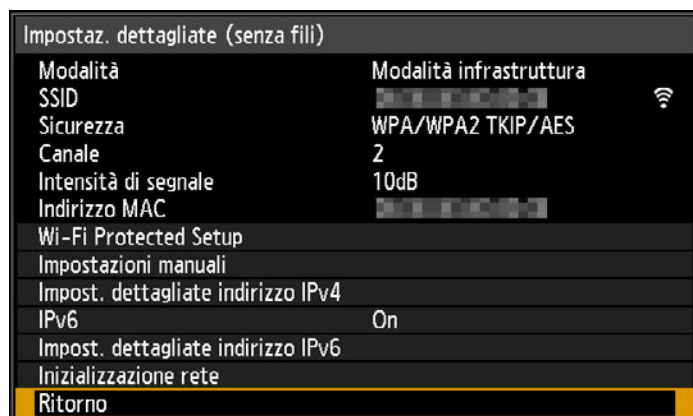 Impostaz. dettagliate (senza fili)
Modalità Modalità infrastruttura
SSID
Sicurezza WPA/WPA2 TKIP/AES
Canale 2
Intensità di segnale 10dB
Indirizzo MAC
Wi-Fi Protected Setup
Impostazioni manuali
Impost. dettagliate indirizzo IPv4
IPv6 On
Impost. dettagliate indirizzo IPv6
Inizializzazione rete
Ritorno